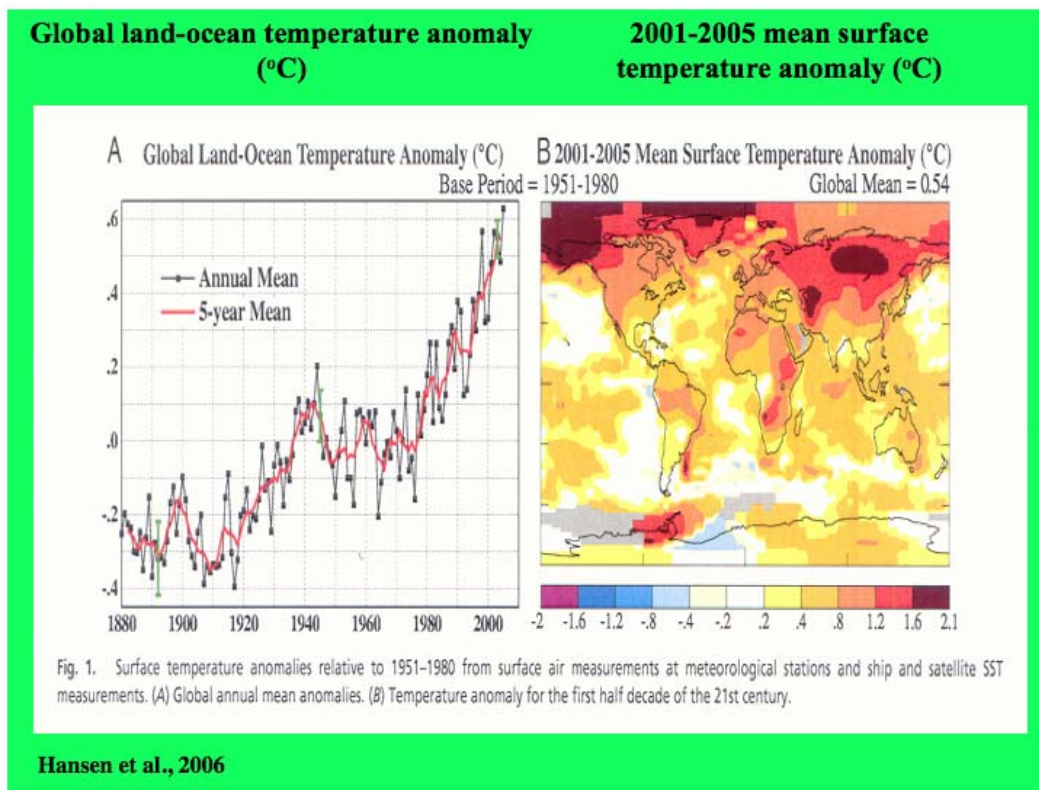 Global land-ocean temperature anomaly
(°C)
2001-2005 mean surface
temperature anomaly (°C)
A Global Land-Ocean Temperature Anomaly (°C)
B 2001-2005 Mean Surface Temperature Anomaly (°C)
Base Period = 1951-1980
Global Mean = 0.54
.6
.4
.2
.0
-.2
-.4
Annual Mean
5-year Mean
1880 1900 1920 1940 1960 1980 2000
-2 -1.6 -1.2 -.8 -.4 -.2 .2 .4 .8 1.2 1.6 2.1
Fig. 1. Surface temperature anomalies relative to 1951–1980 from surface air measurements at meteorological stations and ship and satellite SST
measurements. (A) Global annual mean anomalies. (B) Temperature anomaly for the first half decade of the 21st century.
Hansen et al., 2006